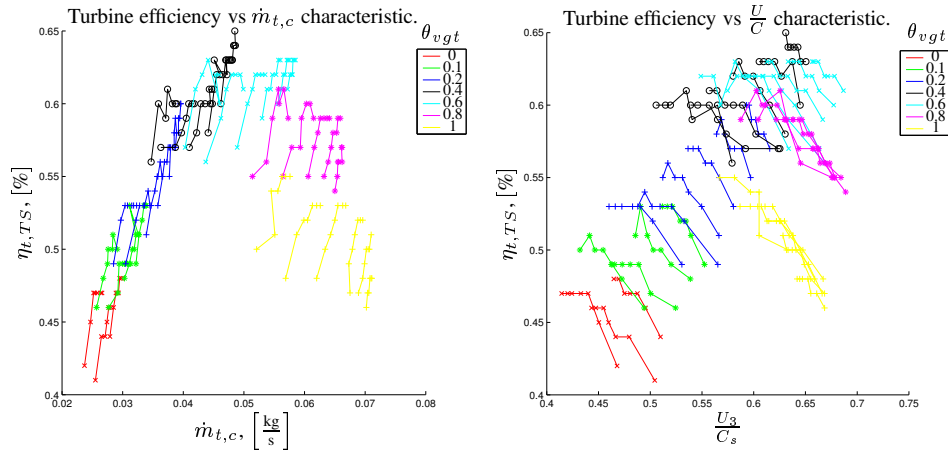 Turbine efficiency vs ṁ_{t,c} characteristic.
θ_{vgt}
0
0.1
0.2
0.4
0.6
0.8
1
η_{t,TS}, [%]
0.65
0.6
0.55
0.5
0.45
0.4
0.02 0.03 0.04 0.05 0.06 0.07 0.08
ṁ_{t,c}, [kg/s]
Turbine efficiency vs U/C characteristic.
θ_{vgt}
0
0.1
0.2
0.4
0.6
0.8
1
η_{t,TS}, [%]
0.65
0.6
0.55
0.5
0.45
0.4
0.4 0.45 0.5 0.55 0.6 0.65 0.7 0.75
U_3/C_s